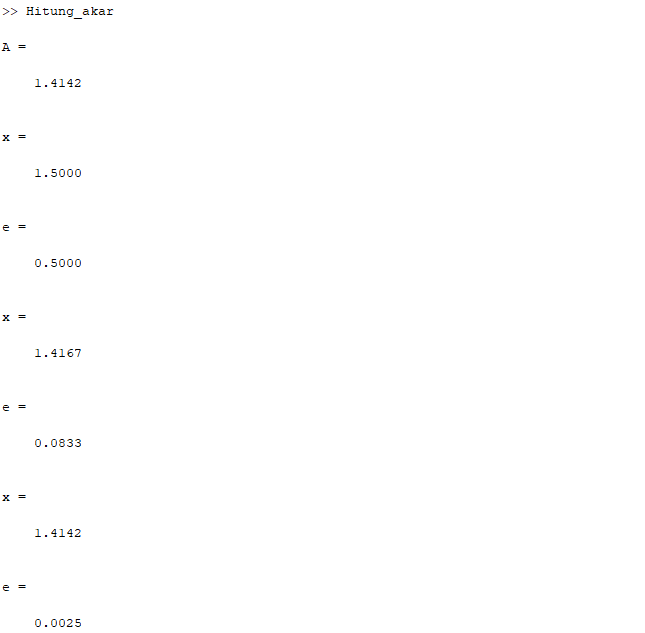 >> Hitung_akar
A =
1.4142
x =
1.5000
e =
0.5000
x =
1.4167
e =
0.0833
x =
1.4142
e =
0.0025